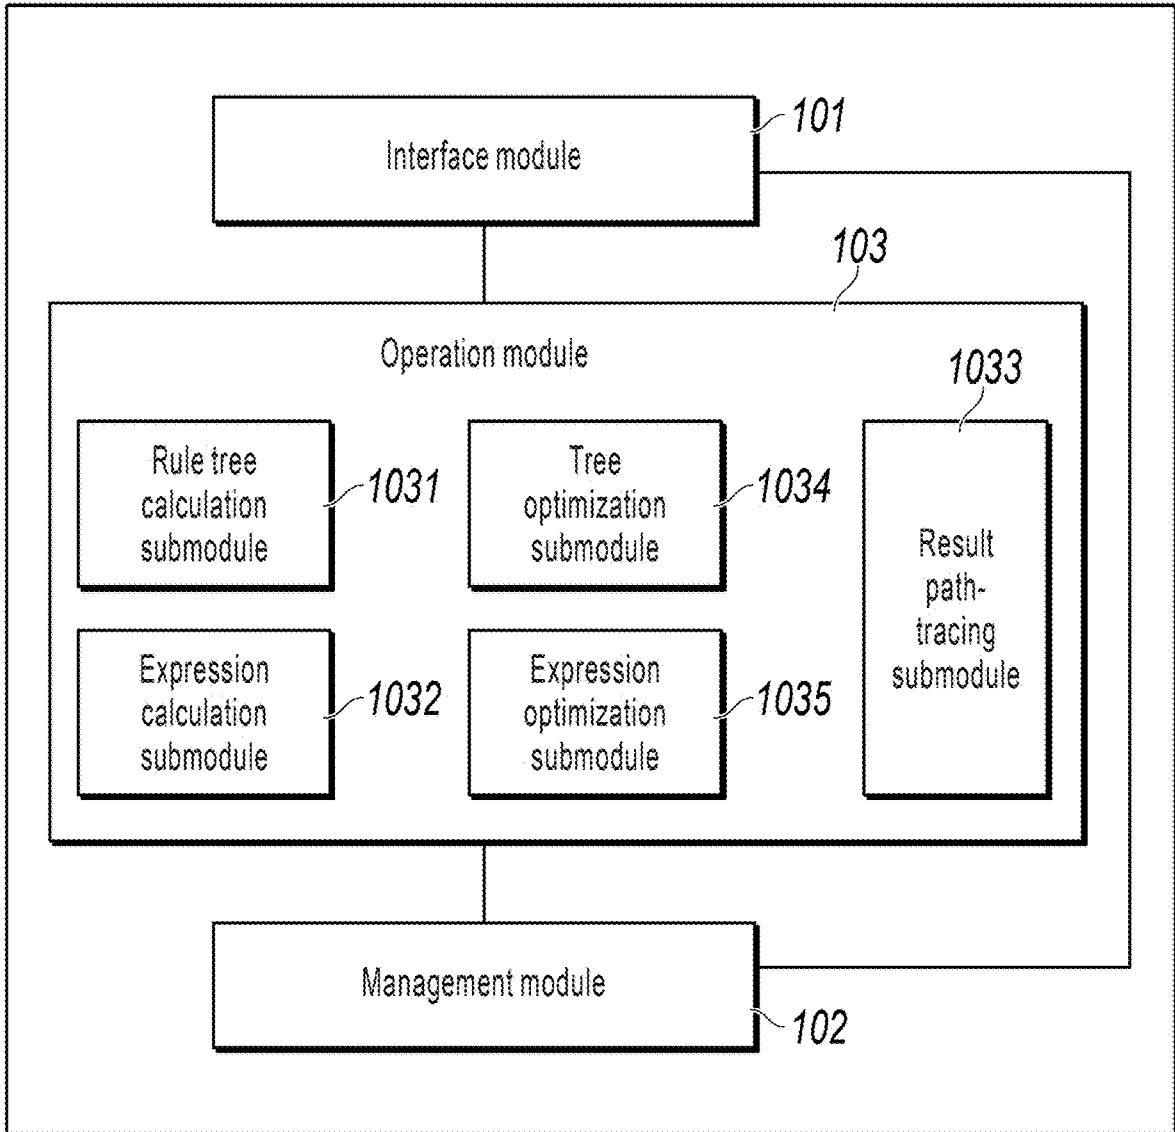 101
Interface module
103
Operation module
1033
Rule tree
calculation
submodule
1031
Tree
optimization
submodule
1034
Result
path-
tracing
submodule
Expression
calculation
submodule
1032
Expression
optimization
submodule
1035
Management module
102